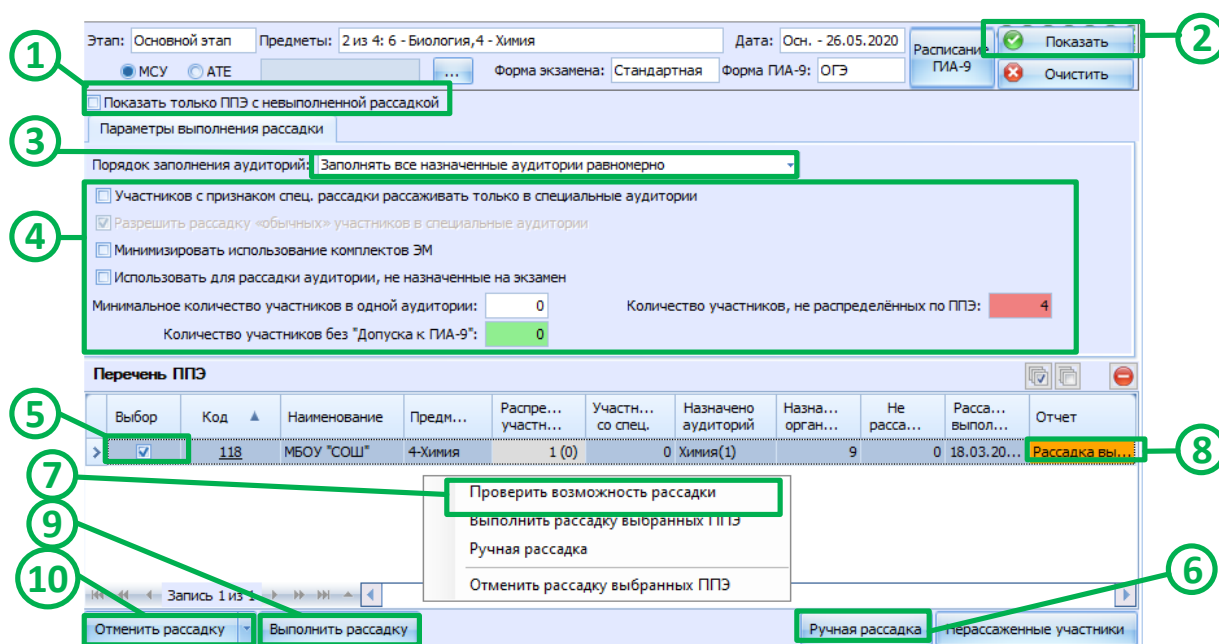 Этап: Основной этап Предметы: 2 из 4: 6 - Биология,4 - Химия Дата: Осн. - 26.05.2020 Расписание ГИА-9 Показать 2
1 МСУ АТЕ ... Форма экзамена: Стандартная Форма ГИА-9: ОГЭ Очистить
Показать только ППЭ с невыполненной рассадкой
Параметры выполнения рассадки
3 Порядок заполнения аудиторий: Заполнять все назначенные аудитории равномерно
Участников с признаком спец. рассадки рассаживать только в специальные аудитории
Разрешить рассадку «обычных» участников в специальные аудитории
4 Минимизировать использование комплектов ЭМ
Использовать для рассадки аудитории, не назначенные на экзамен
Минимальное количество участников в одной аудитории: 0 Количество участников, не распределённых по ППЭ: 4
Количество участников без "Допуска к ГИА-9": 0
Перечень ППЭ
5 Выбор Код Наименование Предм... Распре... участн... Участн... со спец. Назначено аудиторий Назна... орган... Не расса... Расса... выпол... Отчет
118 МБОУ "СОШ" 4-Химия 1 (0) 0 Химия(1) 9 0 18.03.20... Рассадка вы... 8
7 Проверить возможность рассадки
Выполнить рассадку выбранных ППЭ
9 Ручная рассадка
10 Отменить рассадку выбранных ППЭ 6
Запись 1 из 1
Отменить рассадку Выполнить рассадку Ручная рассадка Нерассаженные участники